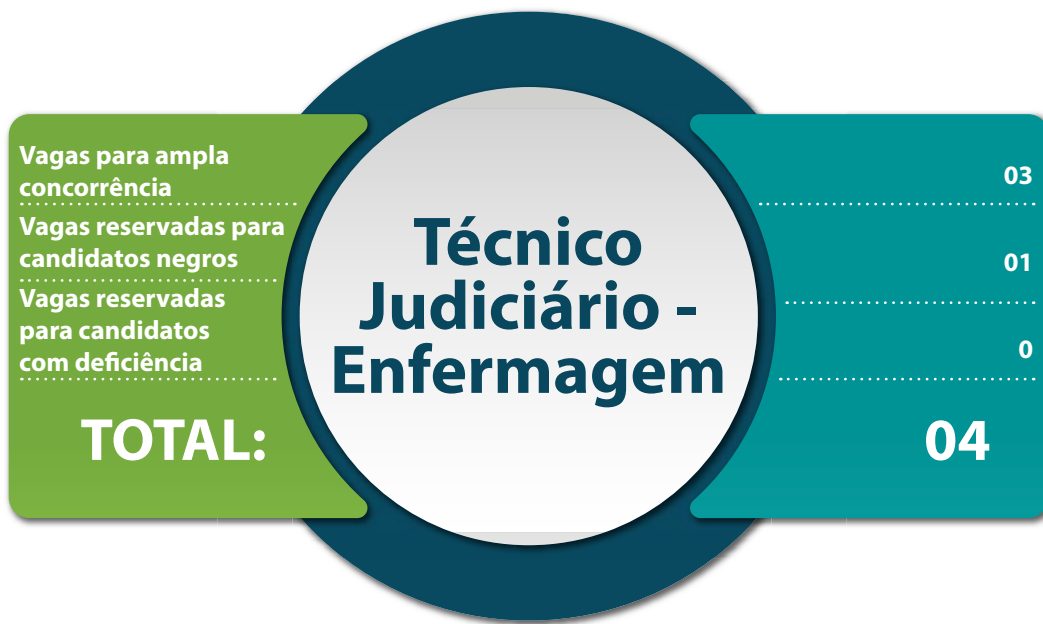 Vagas para ampla
concorrência
03
Vagas reservadas para
candidatos negros
01
Vagas reservadas
para candidatos
com deficiência
0
TOTAL:
04
Técnico
Judiciário -
Enfermagem